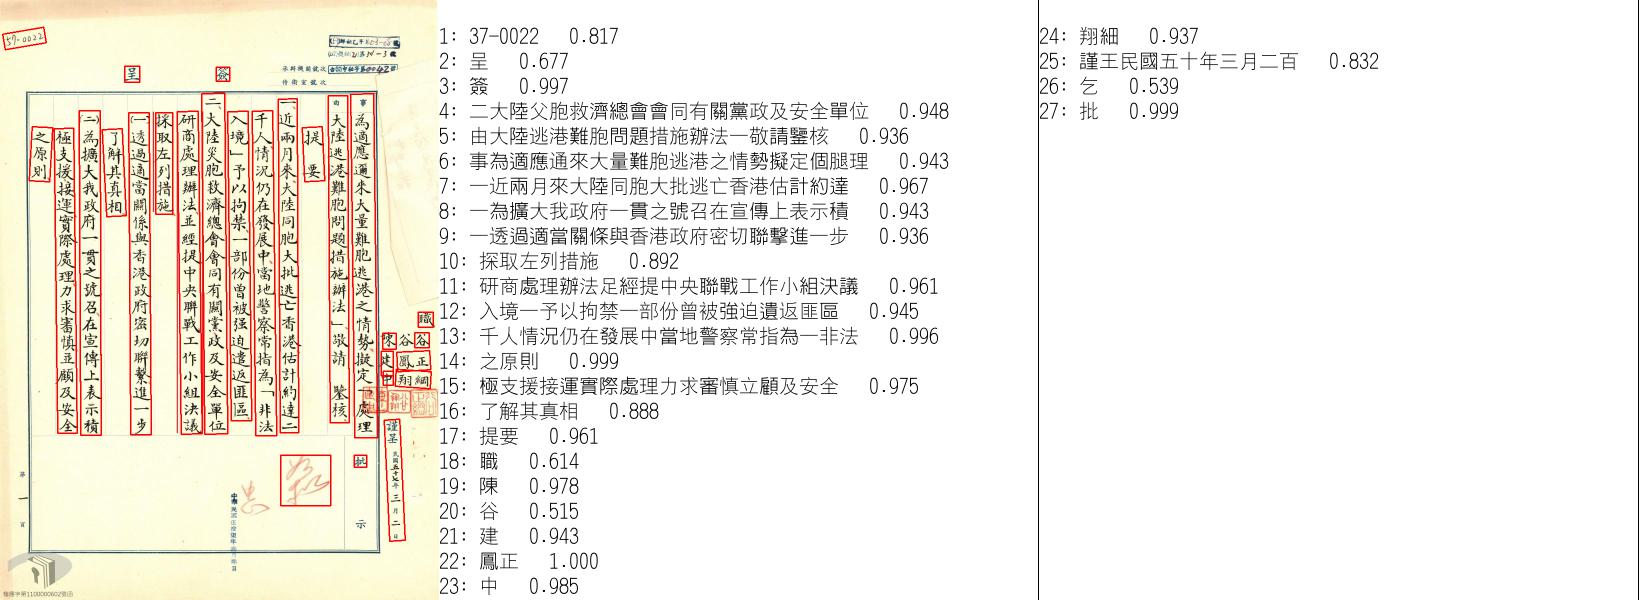 37-0022
簽
呈
事為適應邇來大量難胞逃港之情勢擬定處理
由大陸逃港難胞問題措施辦法」敬請 鑒核
提要
一、近兩月來大陸同胞大批逃亡香港估計約達二
千人情況仍在發展中當地警察常指為「非法
入境」予以拘禁一部份曾被强迫遣返匪區
二、大陸災胞救濟總會會同有關黨政及安全單位
研商處理辦法並經提中央聯戰工作小組決議
採取左列措施
㈠透過適當關係與香港政府密切聯繫進一步
了解其真相
㈡為擴大我政府一貫之號召在宣傳上表示積
極支援接運實際處理力求審慎並顧及安全
之原則
職
谷正綱
谷鳳翔
陳建中
謹呈 民國五十七年三月二日
批示
第一頁
檔應字第1100000602號函
1: 37-0022 0.817
2: 呈 0.677
3: 簽 0.997
4: 二大陸父胞救濟總會會同有關黨政及安全單位 0.948
5: 由大陸逃港難胞問題措施辦法一敬請鑒核 0.936
6: 事為適應通來大量難胞逃港之情勢擬定個腿理 0.943
7: 一近兩月來大陸同胞大批逃亡香港估計約達 0.967
8: 一為擴大我政府一貫之號召在宣傳上表示積 0.943
9: 一透過適當關條與香港政府密切聯擊進一步 0.936
10: 探取左列措施 0.892
11: 研商處理辦法足經提中央聯戰工作小組決議 0.961
12: 入境一予以拘禁一部份曾被強迫遺返匪區 0.945
13: 千人情況仍在發展中當地警察常指為一非法 0.996
14: 之原則 0.999
15: 極支援接運實際處理力求審慎立顧及安全 0.975
16: 了解其真相 0.888
17: 提要 0.961
18: 職 0.614
19: 陳 0.978
20: 谷 0.515
21: 建 0.943
22: 鳳正 1.000
23: 中 0.985
24: 翔細 0.937
25: 謹王民國五十年三月二百 0.832
26: 乞 0.539
27: 批 0.999